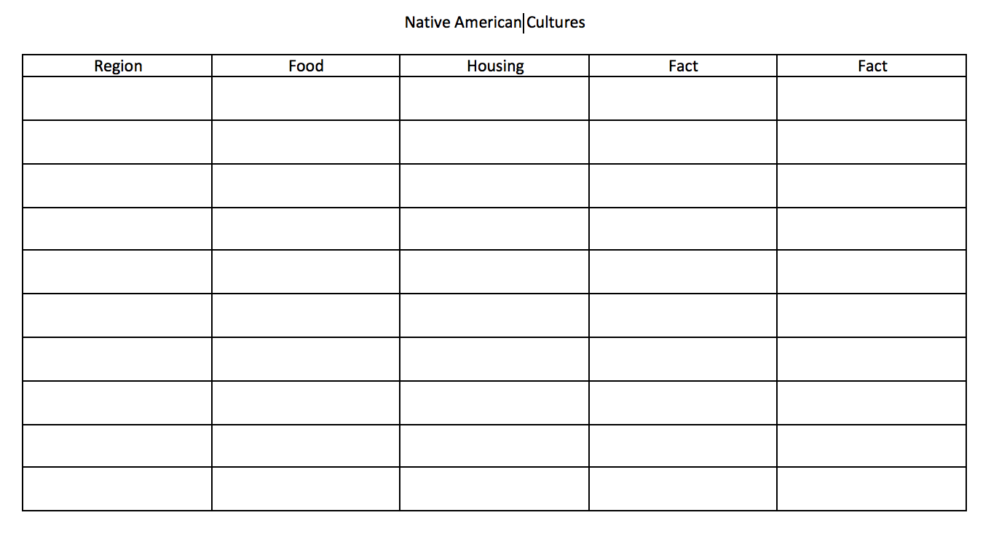 Native American Cultures
Region Food Housing Fact Fact